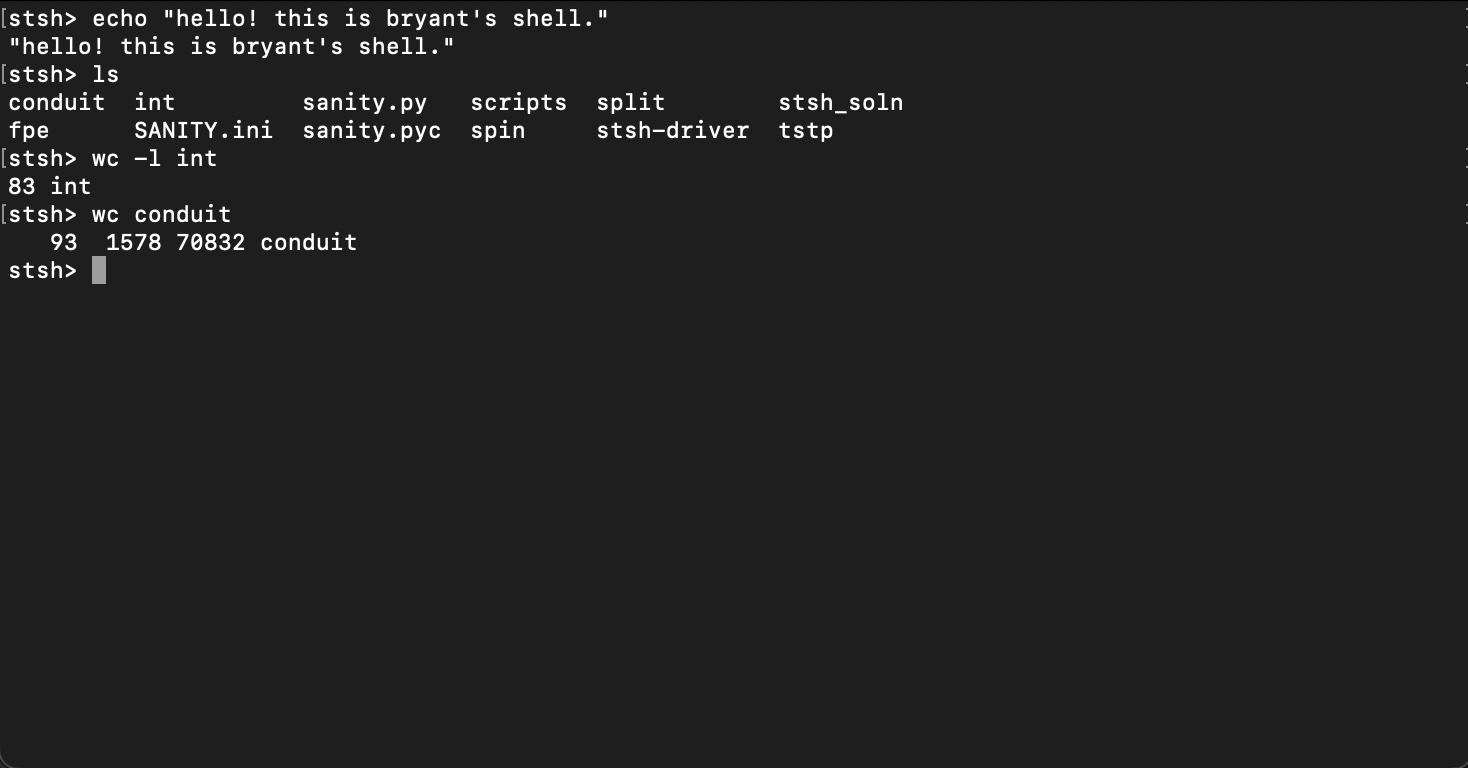 [stsh> echo "hello! this is bryant's shell."
"hello! this is bryant's shell."
[stsh> ls
conduit  int         sanity.py   scripts  split        stsh_soln
fpe      SANITY.ini  sanity.pyc  spin     stsh-driver  tstp
[stsh> wc -l int
83 int
[stsh> wc conduit
   93  1578 70832 conduit
stsh>